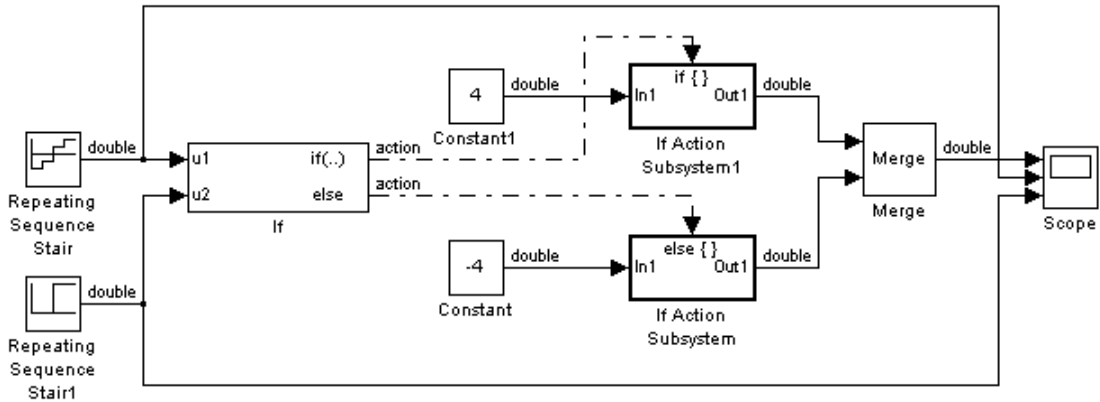 if { }
double
4
double
In1
Out1
Constant1
If Action
Subsystem1
double
u1
if(..)
action
Merge
double
Repeating
Sequence
Stair
u2
else
action
If
Merge
Scope
else { }
double
-4
double
In1
Out1
Constant
If Action
Subsystem
double
Repeating
Sequence
Stair1